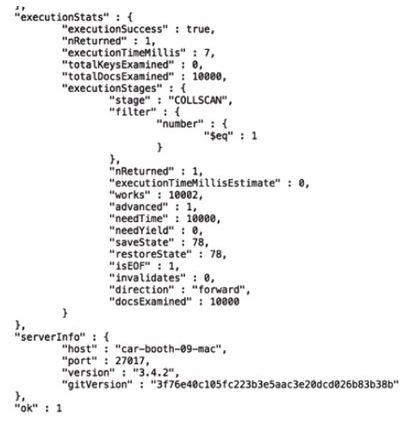 },
"executionStats" : {
"executionSuccess" : true,
"nReturned" : 1,
"executionTimeMillis" : 7,
"totalKeysExamined" : 0,
"totalDocsExamined" : 10000,
"executionStages" : {
"stage" : "COLLSCAN",
"filter" : {
"number" : {
"$eq" : 1
}
},
"nReturned" : 1,
"executionTimeMillisEstimate" : 0,
"works" : 10002,
"advanced" : 1,
"needTime" : 10000,
"needYield" : 0,
"saveState" : 78,
"restoreState" : 78,
"isEOF" : 1,
"invalidates" : 0,
"direction" : "forward",
"docsExamined" : 10000
}
},
"serverInfo" : {
"host" : "car-booth-09-mac",
"port" : 27017,
"version" : "3.4.2",
"gitVersion" : "3f76e40c105fc223b3e5aac3e20dcd026b83b38b"
},
"ok" : 1